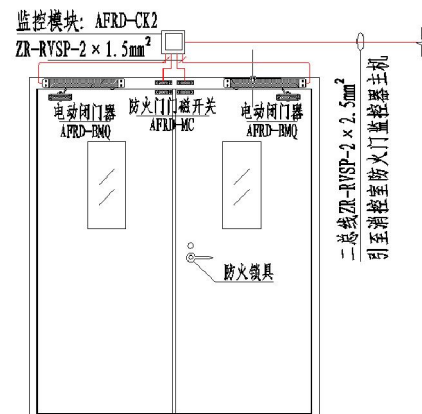 监控模块: AFRD-CK2
ZR-RVSP-2×1.5mm²
电动闭门器
AFRD-BMQ
防火门门磁开关
AFRD-MC
电动闭门器
AFRD-BMQ
防火锁具
二总线ZR-RVSP-2×2.5mm²
引至消控室防火门监控器主机